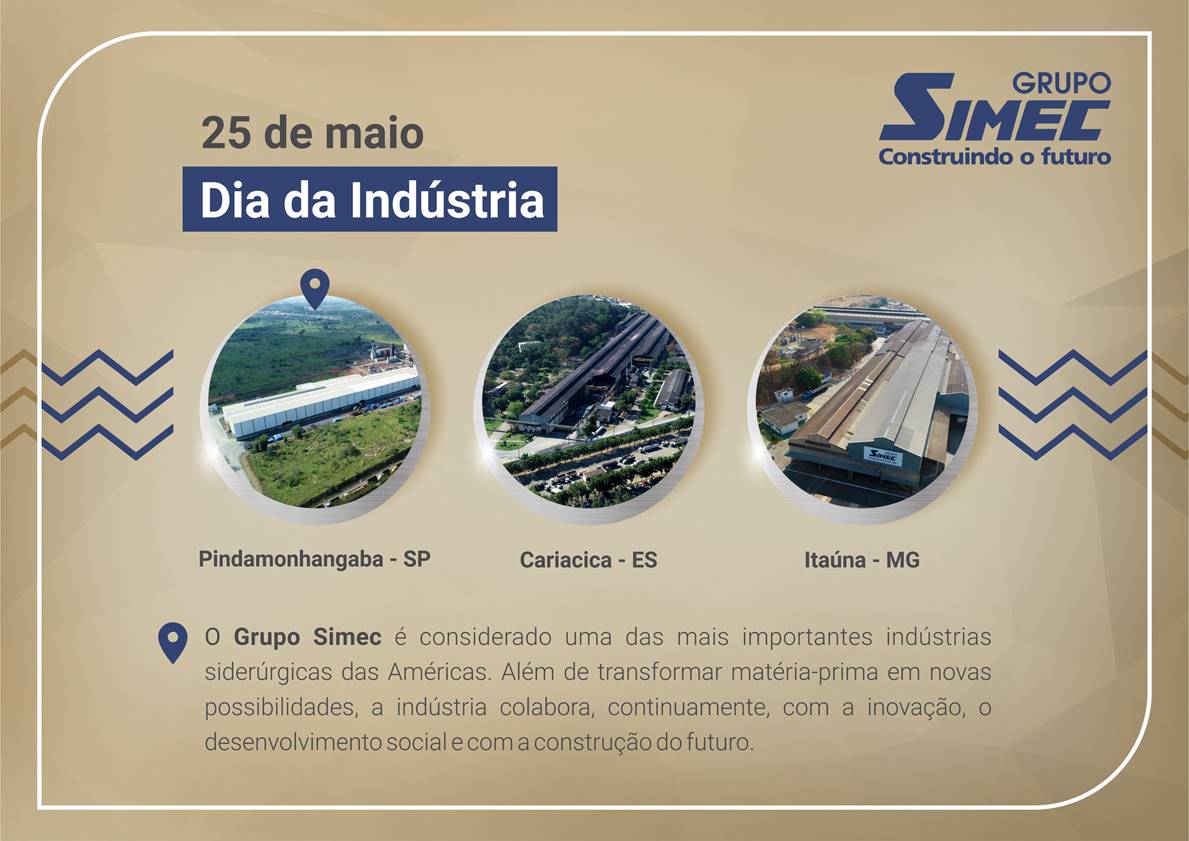 GRUPO
SIMEC
Construindo o futuro
25 de maio
Dia da Indústria
SIMEC
Pindamonhangaba - SP
Cariacica - ES
Itaúna - MG
O Grupo Simec é considerado uma das mais importantes indústrias
siderúrgicas das Américas. Além de transformar matéria-prima em novas
possibilidades, a indústria colabora, continuamente, com a inovação, o
desenvolvimento social e com a construção do futuro.